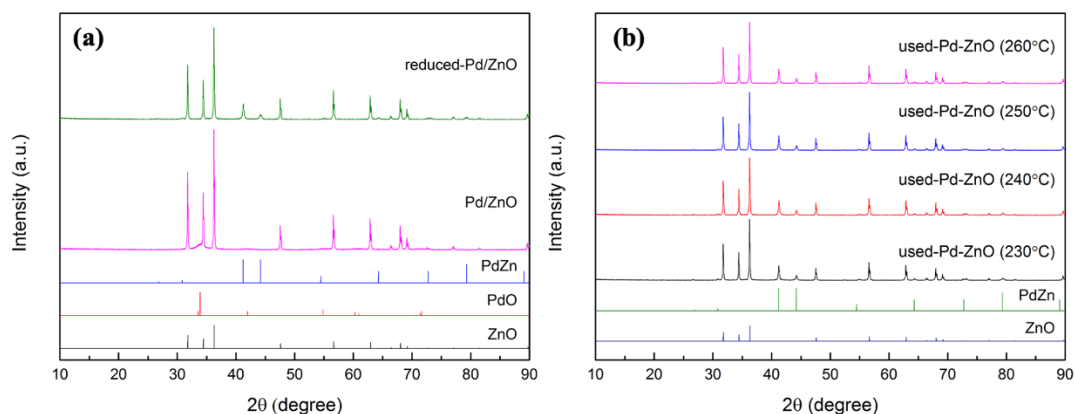 (a)
reduced-Pd/ZnO
Pd/ZnO
PdZn
PdO
ZnO
Intensity (a.u.)
10 20 30 40 50 60 70 80 90
2θ (degree)
(b)
used-Pd-ZnO (260°C)
used-Pd-ZnO (250°C)
used-Pd-ZnO (240°C)
used-Pd-ZnO (230°C)
PdZn
ZnO
Intensity (a.u.)
10 20 30 40 50 60 70 80 90
2θ (degree)